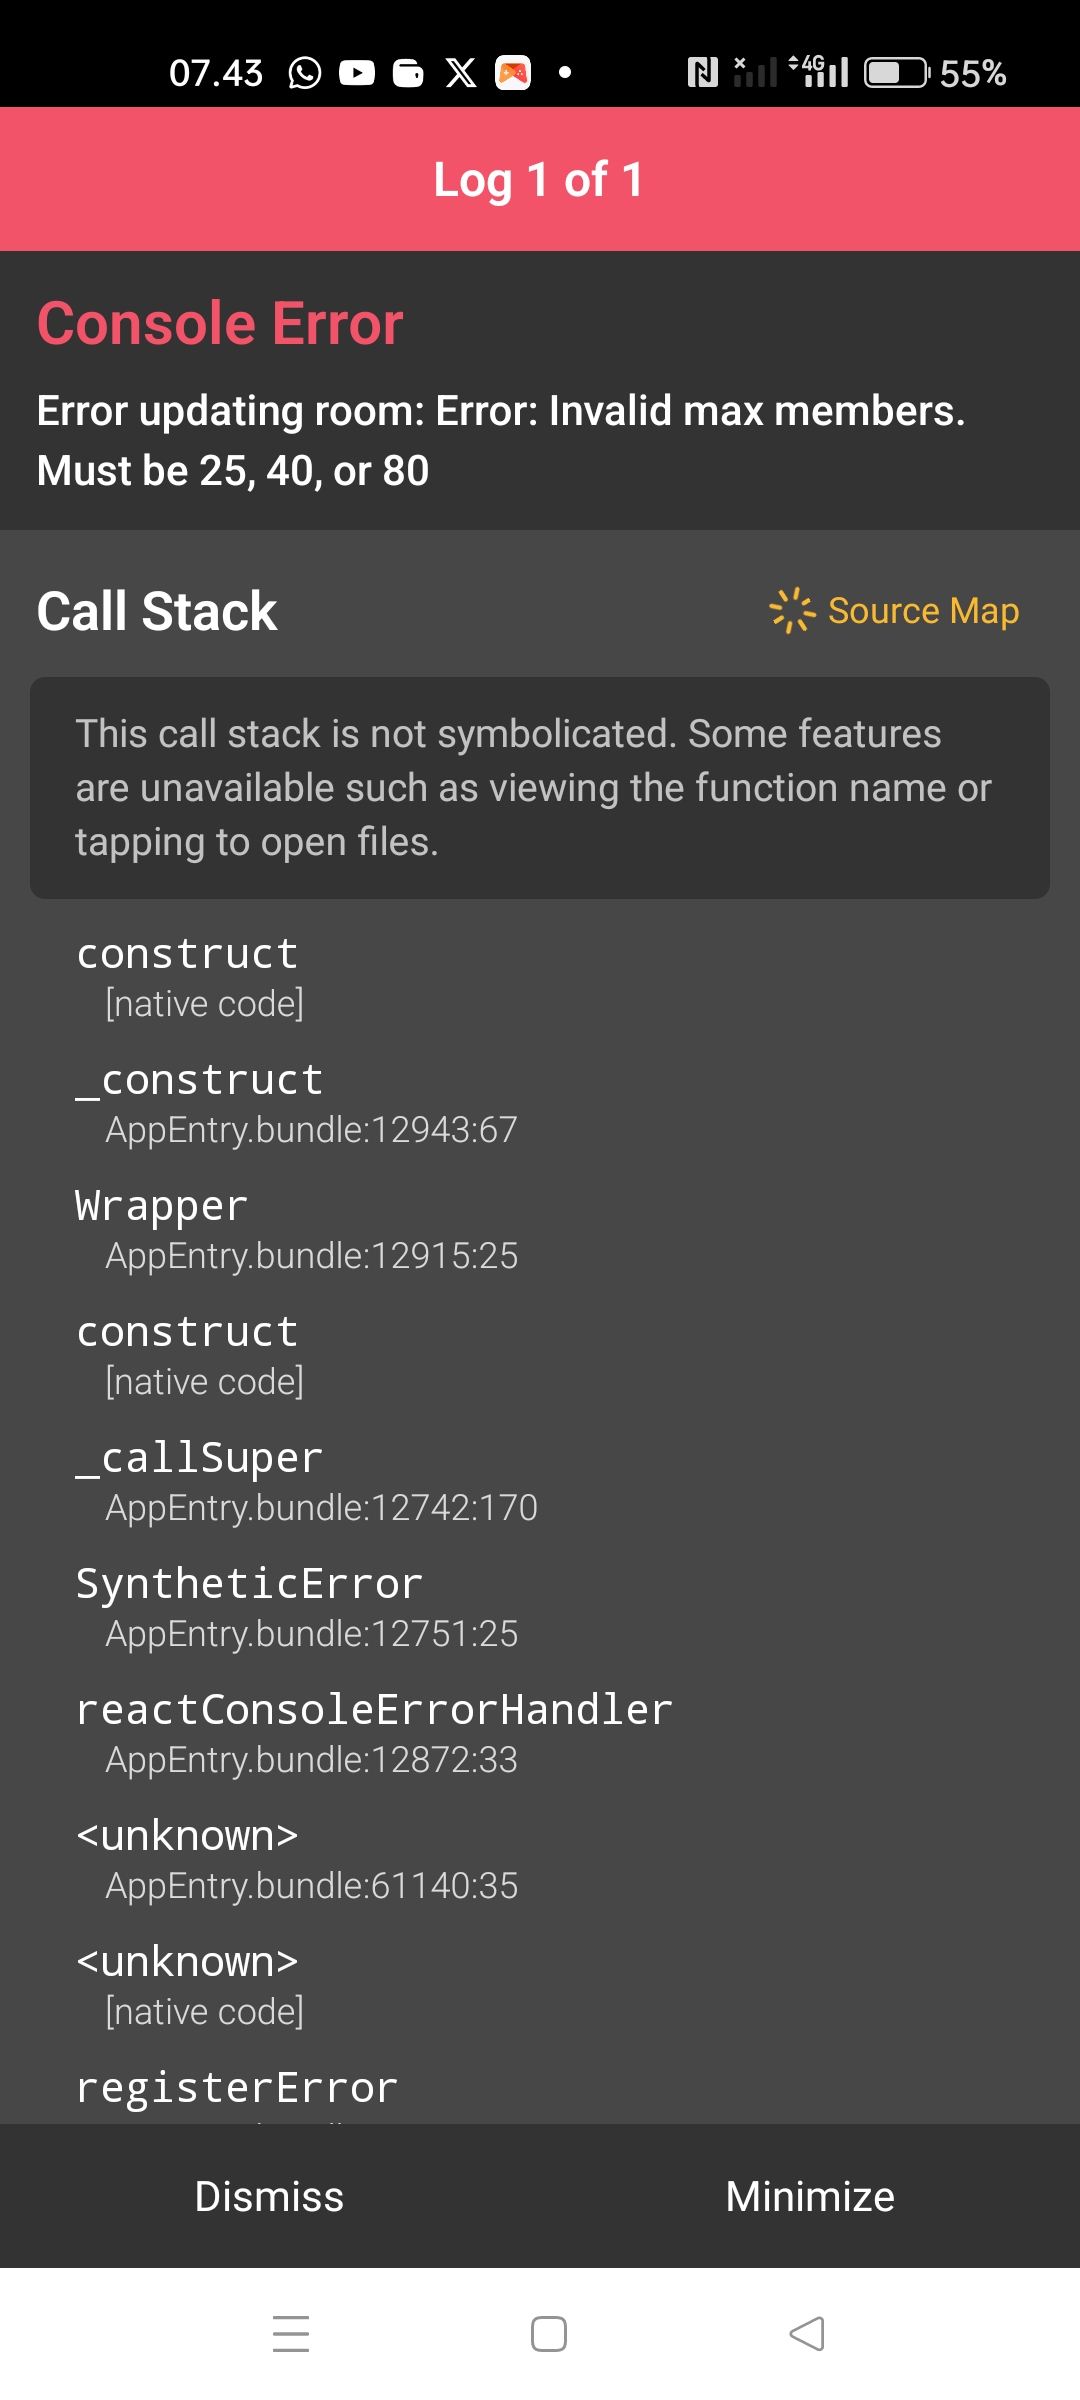 07.43
4G
55%
Log 1 of 1
Console Error
Error updating room: Error: Invalid max members.
Must be 25, 40, or 80
Call Stack
Source Map
This call stack is not symbolicated. Some features
are unavailable such as viewing the function name or
tapping to open files.
construct
[native code]
_construct
AppEntry.bundle:12943:67
Wrapper
AppEntry.bundle:12915:25
construct
[native code]
_callSuper
AppEntry.bundle:12742:170
SyntheticError
AppEntry.bundle:12751:25
reactConsoleErrorHandler
AppEntry.bundle:12872:33
<unknown>
AppEntry.bundle:61140:35
<unknown>
[native code]
registerError
Dismiss
Minimize